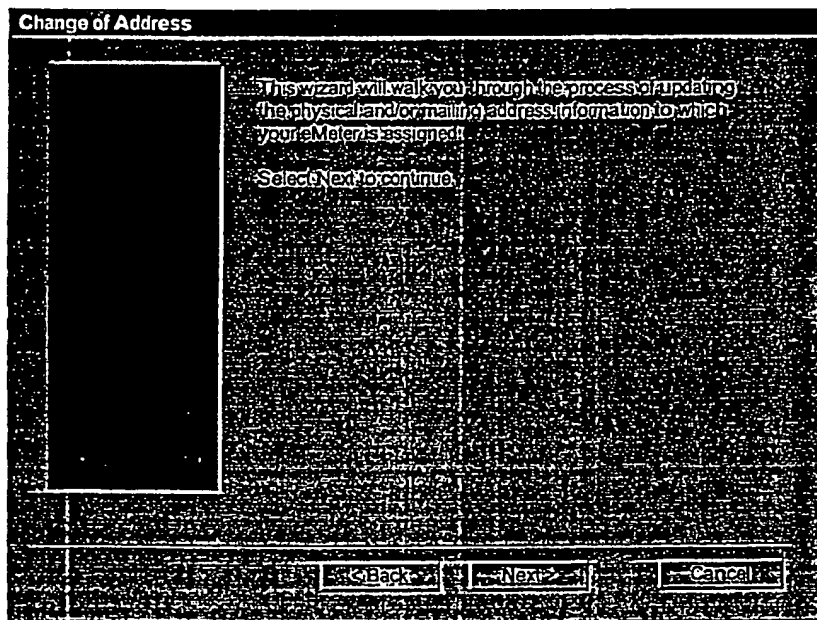 Change of Address
This wizard will walk you through the process of updating
the physical and/or mailing address information to which
your eMeter is assigned.
Select Next to continue.
< Back
Next >
Cancel